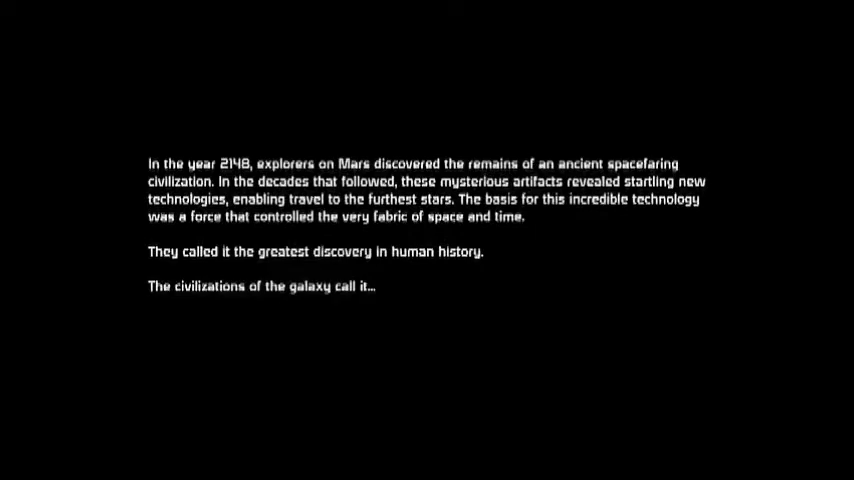 In the year 2148, explorers on Mars discovered the remains of an ancient spacefaring
civilization. In the decades that followed, these mysterious artifacts revealed startling new
technologies, enabling travel to the furthest stars. The basis for this incredible technology
was a force that controlled the very fabric of space and time.
They called it the greatest discovery in human history.
The civilizations of the galaxy call it...